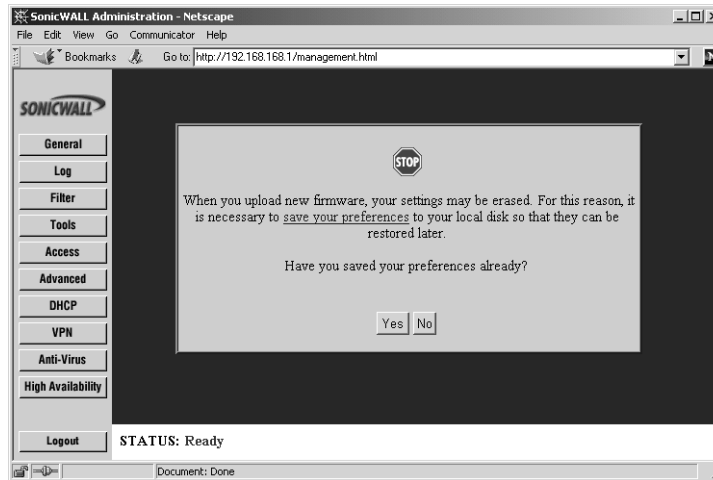 SonicWALL Administration - Netscape
File Edit View Go Communicator Help
Bookmarks Go to: http://192.168.168.1/management.html
SONICWALL
General
Log
Filter
Tools
Access
Advanced
DHCP
VPN
Anti-Virus
High Availability
Logout
STOP
When you upload new firmware, your settings may be erased. For this reason, it
is necessary to save your preferences to your local disk so that they can be
restored later.
Have you saved your preferences already?
Yes No
STATUS: Ready
Document: Done